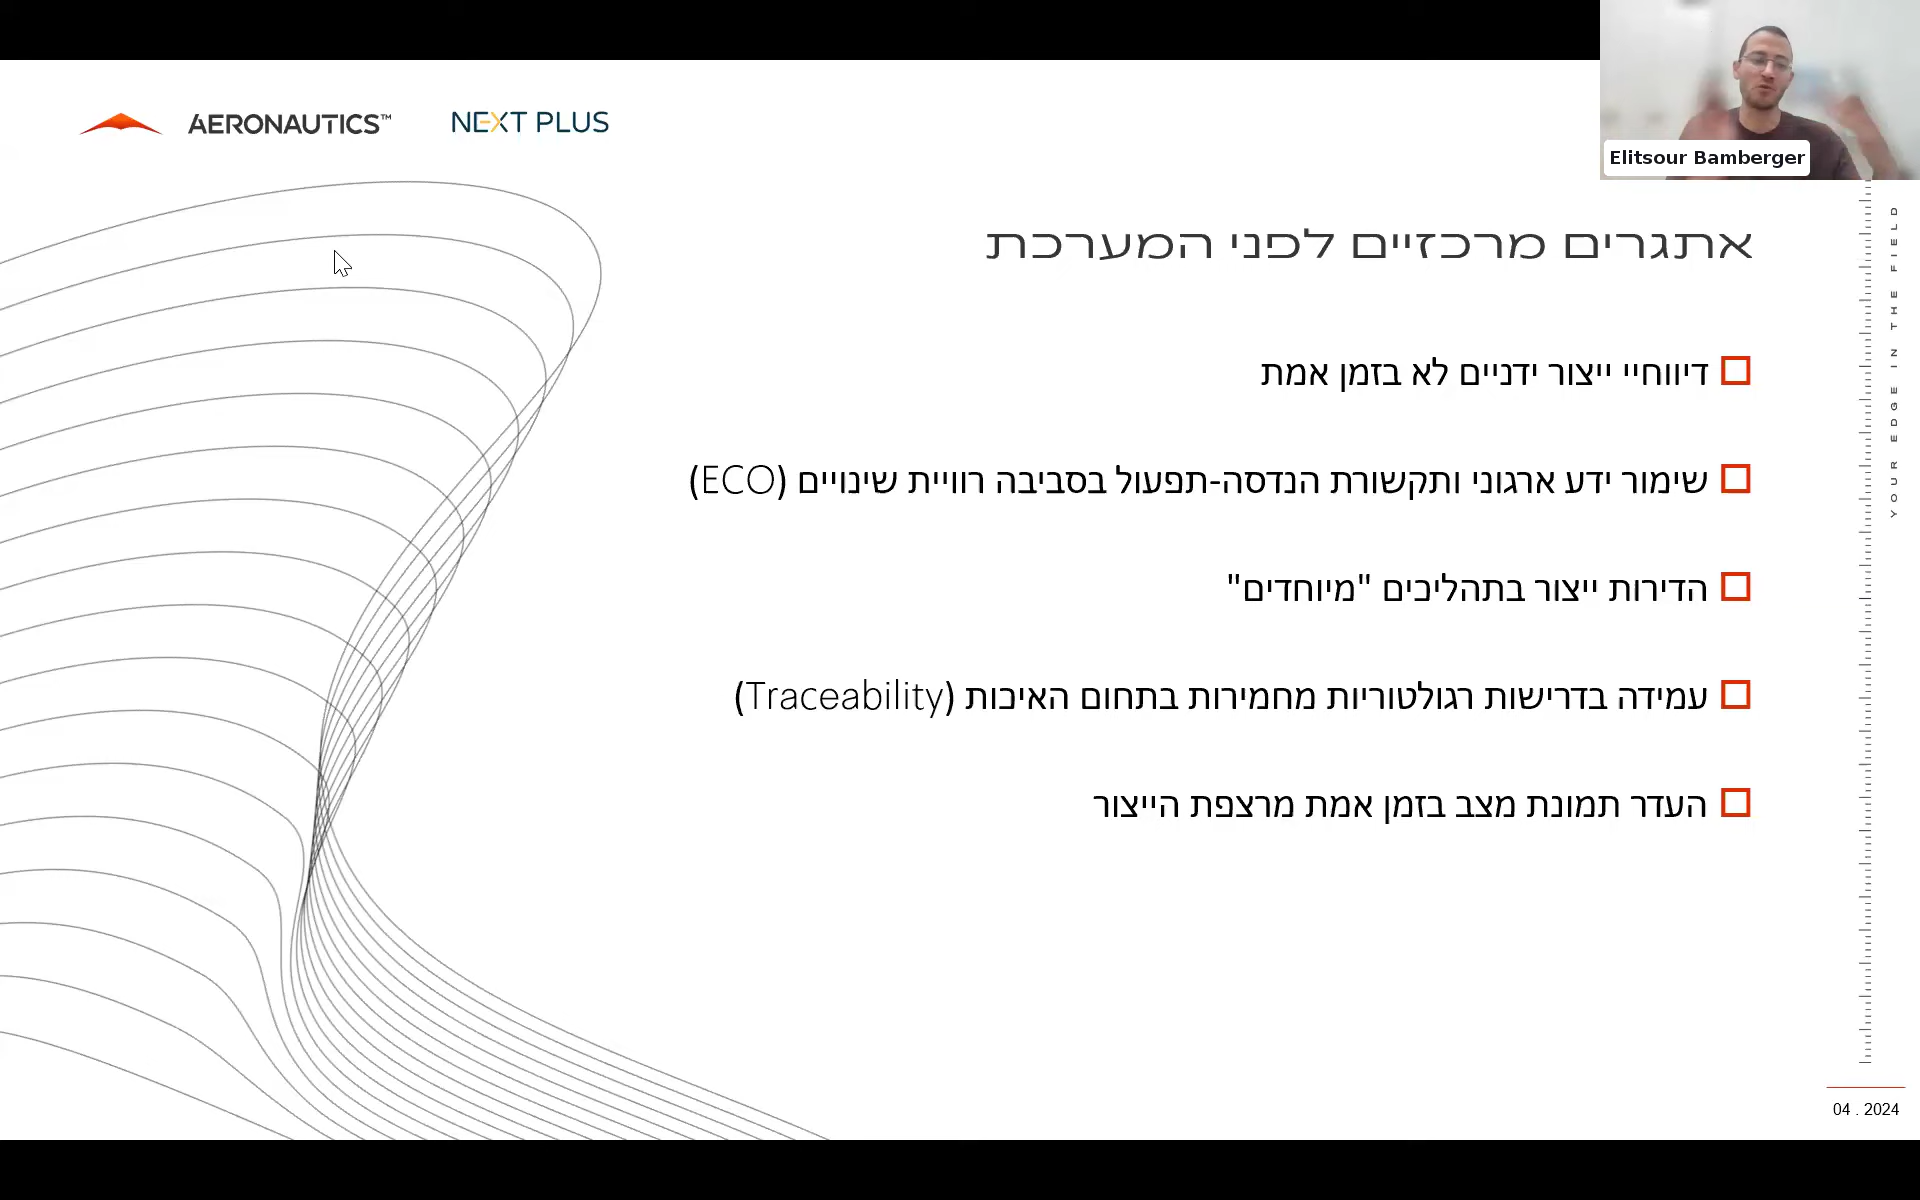 AERONAUTICS™
NEXT PLUS
Elitsour Bamberger
אתגרים מרכזיים לפני המערכת
דיווחיי ייצור ידניים לא בזמן אמת
שימור ידע ארגוני ותקשורת הנדסה-תפעול בסביבה רוויית שינויים (ECO)
הדירות ייצור בתהליכים "מיוחדים"
עמידה בדרישות רגולטוריות מחמירות בתחום האיכות (Traceability)
העדר תמונת מצב בזמן אמת מרצפת הייצור
YOUR EDGE IN THE FIELD
04 . 2024